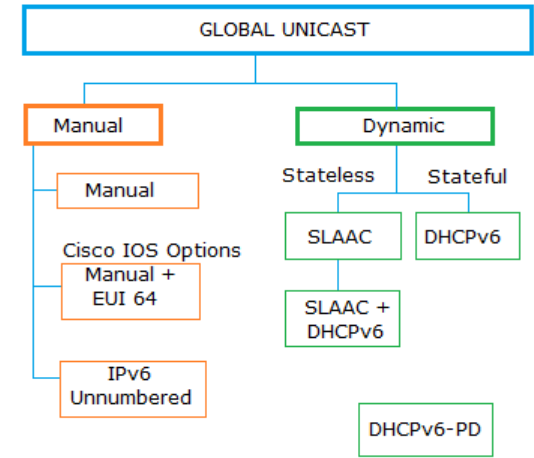 GLOBAL UNICAST
Manual
Dynamic
Stateless
Stateful
Manual
SLAAC
DHCPv6
Cisco IOS Options
Manual +
EUI 64
SLAAC +
DHCPv6
IPv6
Unnumbered
DHCPv6-PD